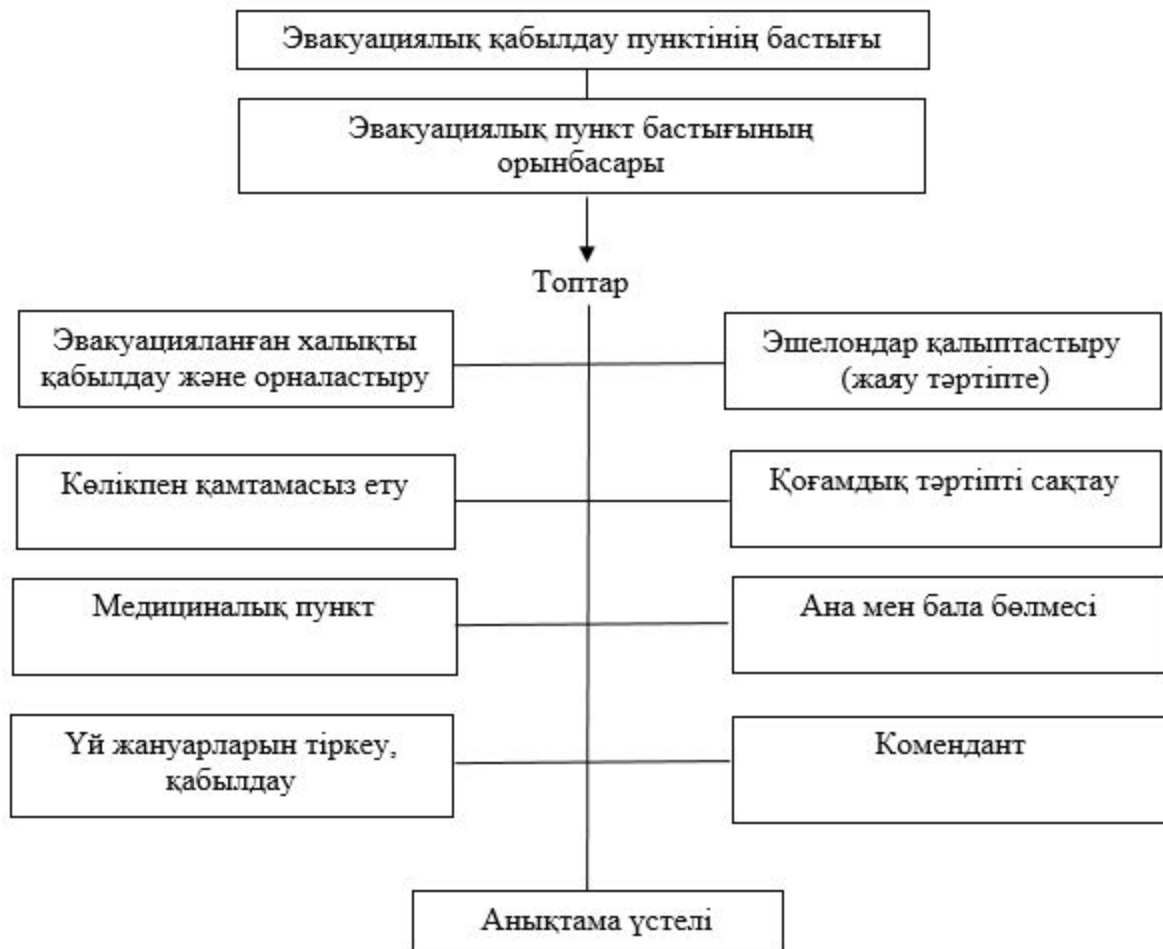 Эвакуациялық қабылдау пунктінің бастығы
Эвакуациялық пункт бастығының
орынбасары
Топтар
Эвакуацияланған халықты
қабылдау және орналастыру
Эшелондар қалыптастыру
(жаяу тәртіпте)
Көлікпен қамтамасыз ету
Қоғамдық тәртіпті сақтау
Медициналық пункт
Ана мен бала бөлмесі
Үй жануарларын тіркеу,
қабылдау
Комендант
Анықтама үстелі